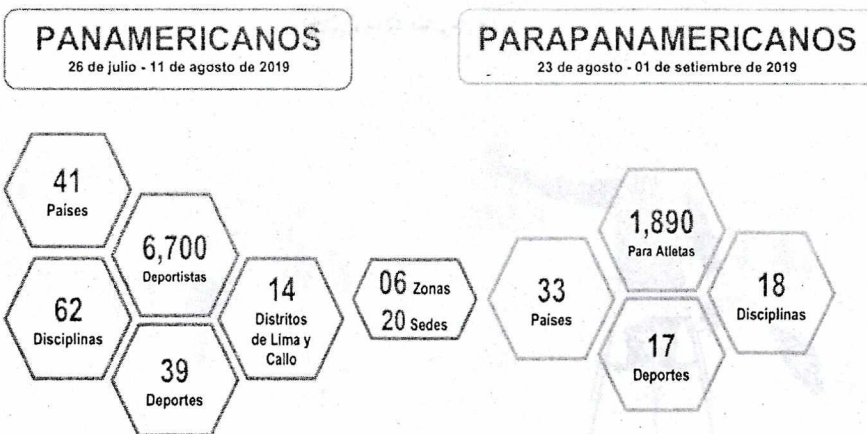 PANAMERICANOS
26 de julio - 11 de agosto de 2019
PARAPANAMERICANOS
23 de agosto - 01 de setiembre de 2019
41
Países
6,700
Deportistas
62
Disciplinas
14
Distritos
de Lima y
Callo
39
Deportes
06 Zonas
20 Sedes
1,890
Para Atletas
33
Países
18
Disciplinas
17
Deportes